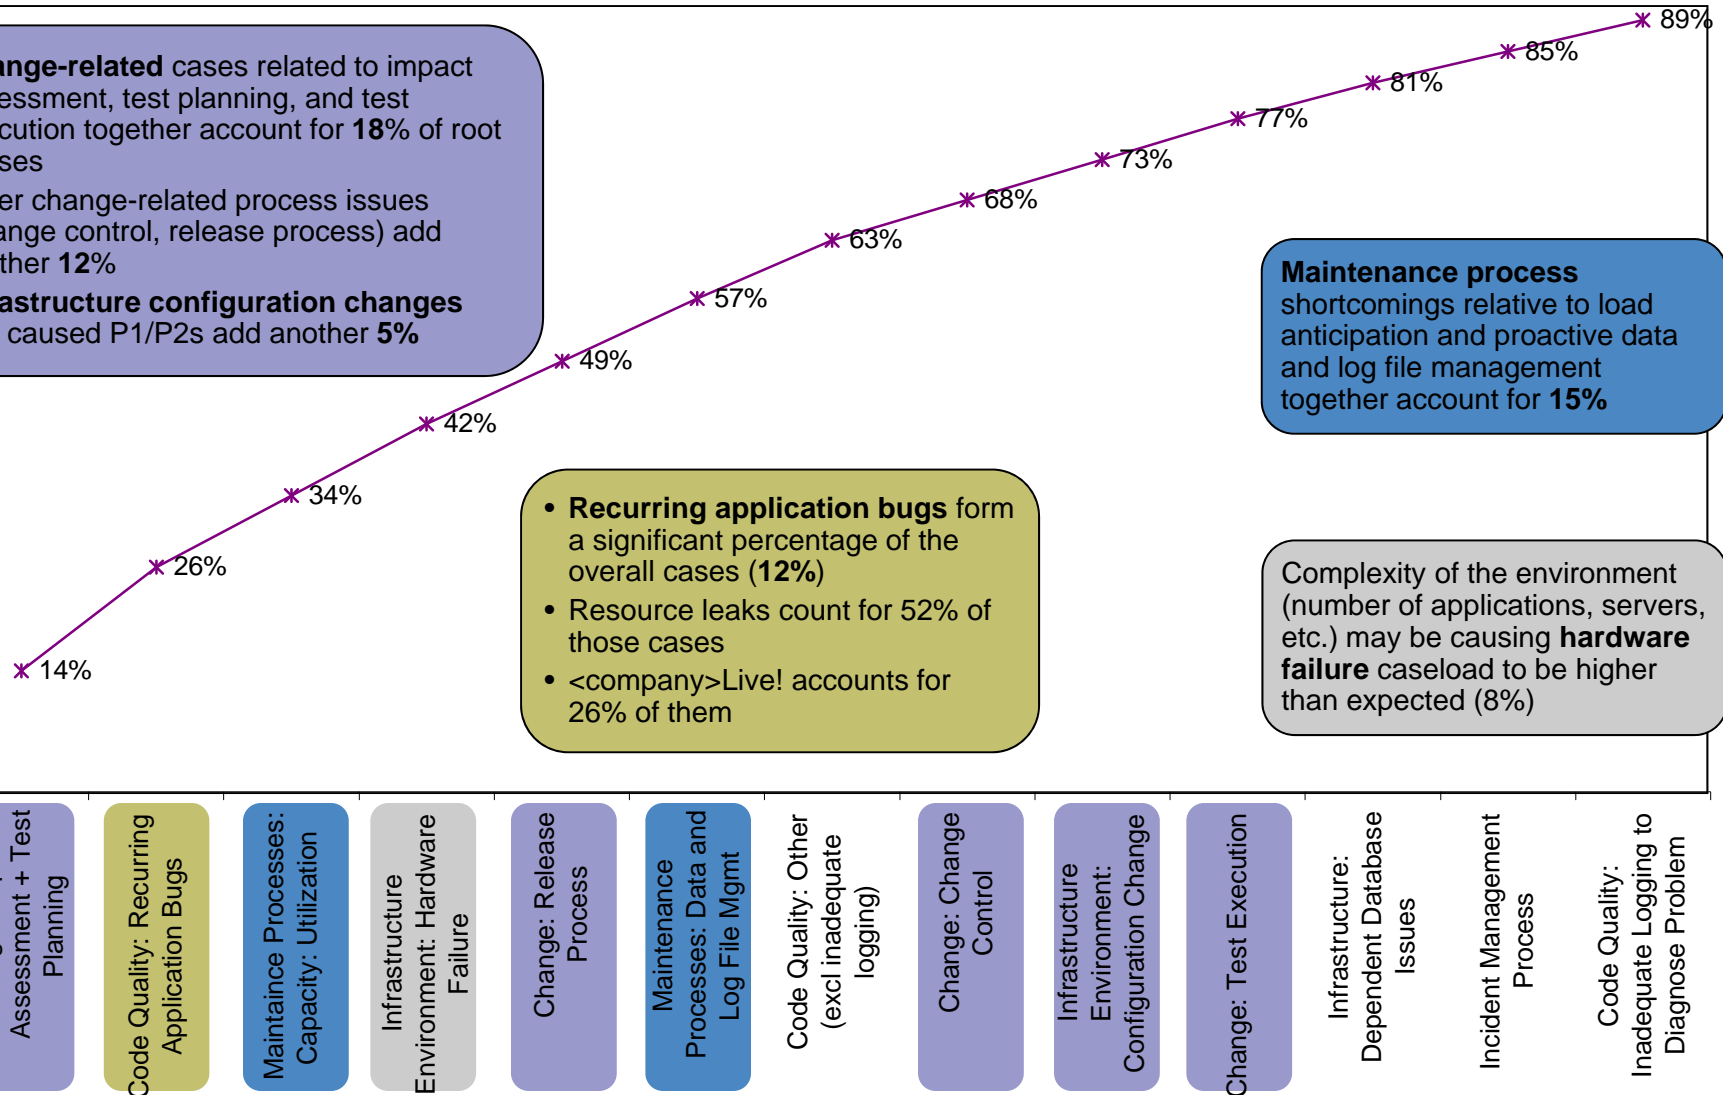 ange-related cases related to impact
essment, test planning, and test
cution together account for 18% of root
ses
er change-related process issues
ange control, release process) add
ther 12%
astructure configuration changes
caused P1/P2s add another 5%
14%
26%
34%
42%
49%
57%
63%
68%
73%
77%
81%
85%
89%
Maintenance process
shortcomings relative to load
anticipation and proactive data
and log file management
together account for 15%
• Recurring application bugs form
a significant percentage of the
overall cases (12%)
• Resource leaks count for 52% of
those cases
• <company>Live! accounts for
26% of them
Complexity of the environment
(number of applications, servers,
etc.) may be causing hardware
failure caseload to be higher
than expected (8%)
Assessment + Test
Planning
Code Quality: Recurring
Application Bugs
Maintaince Processes:
Capacity: Utilization
Infrastructure
Environment: Hardware
Failure
Change: Release
Process
Maintenance
Processes: Data and
Log File Mgmt
Code Quality: Other
(excl inadequate
logging)
Change: Change
Control
Infrastructure
Environment:
Configuration Change
Change: Test Execution
Infrastructure:
Dependent Database
Issues
Incident Management
Process
Code Quality:
Inadequate Logging to
Diagnose Problem